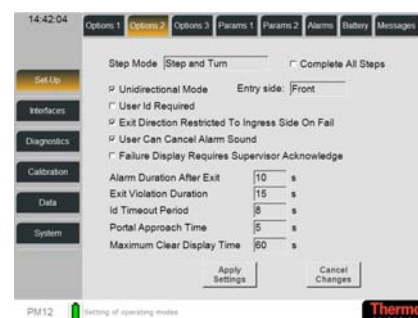 14:42:04
Options 1 Options 2 Options 3 Params 1 Params 2 Alarms Battery Messages
Step Mode Step and Turn Complete All Steps
Set-Up
Unidirectional Mode Entry side: Front
User Id Required
Interfaces
Exit Direction Restricted To Ingress Side On Fail
User Can Cancel Alarm Sound
Diagnostics
Failure Display Requires Supervisor Acknowledge
Calibration
Alarm Duration After Exit 10 s
Exit Violation Duration 15 s
Data
Id Timeout Period 8 s
Portal Approach Time 5 s
System
Maximum Clear Display Time 60 s
Apply Settings
Cancel Changes
PM12 Setting of operating modes
Thermo